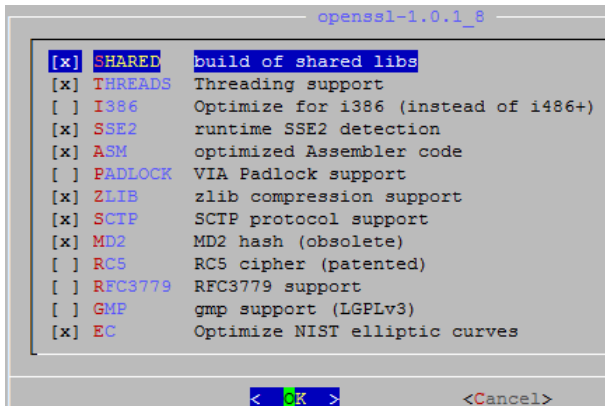 openssl-1.0.1_8
[x] SHARED build of shared libs
[x] THREADS Threading support
[ ] I386 Optimize for i386 (instead of i486+)
[x] SSE2 runtime SSE2 detection
[x] ASM optimized Assembler code
[ ] PADLOCK VIA Padlock support
[x] ZLIB zlib compression support
[x] SCTP SCTP protocol support
[x] MD2 MD2 hash (obsolete)
[ ] RC5 RC5 cipher (patented)
[ ] RFC3779 RFC3779 support
[ ] GMP gmp support (LGPLv3)
[x] EC Optimize NIST elliptic curves
< OK > <Cancel>